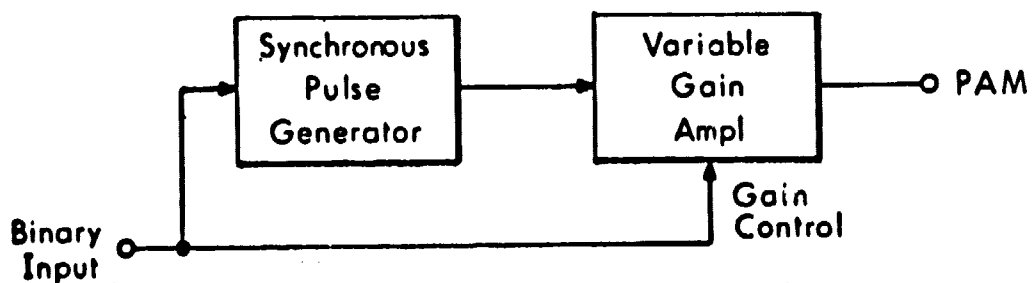 Synchronous
Pulse
Generator
Variable
Gain
Ampl
PAM
Gain
Control
Binary
Input